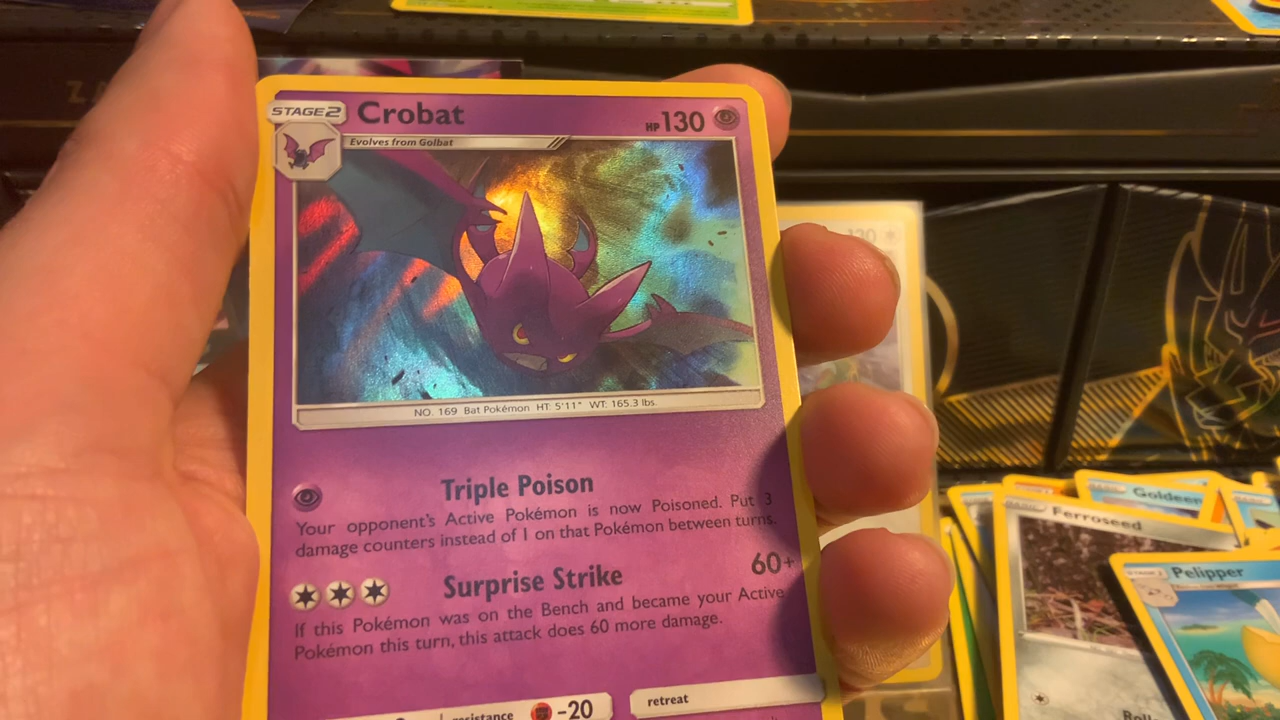 STAGE2 Crobat HP 130
Evolves from Golbat
NO. 169 Bat Pokémon HT: 5'11" WT: 165.3 lbs.
Triple Poison
Your opponent's Active Pokémon is now Poisoned. Put 3
damage counters instead of 1 on that Pokémon between turns.
Surprise Strike 60+
If this Pokémon was on the Bench and became your Active
Pokémon this turn, this attack does 60 more damage.
resistance -20 retreat
Goldeen
Ferroseed
Pelipper